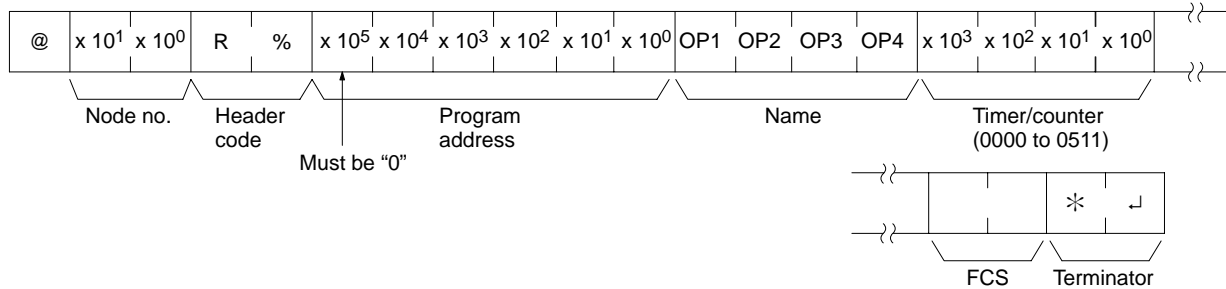 @ x 10¹ x 10⁰ R % x 10⁵ x 10⁴ x 10³ x 10² x 10¹ x 10⁰ OP1 OP2 OP3 OP4 x 10³ x 10² x 10¹ x 10⁰
Node no. Header code Program address Name Timer/counter (0000 to 0511)
Must be “0”
* ↵
FCS Terminator